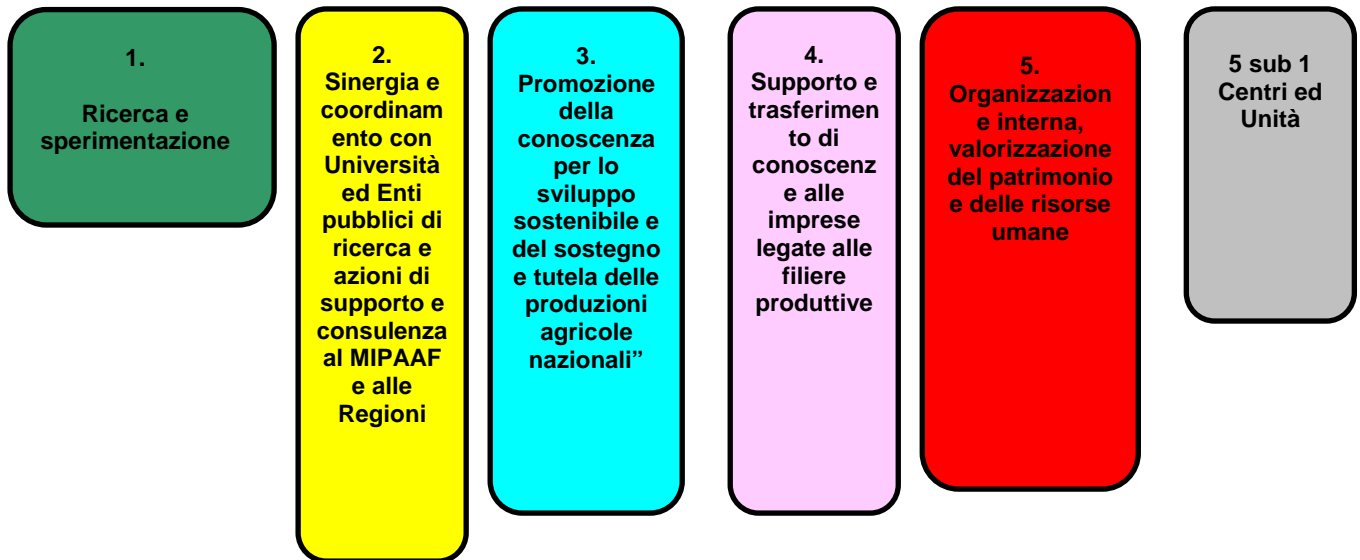 1.
Ricerca e
sperimentazione
2.
Sinergia e
coordinam
ento con
Università
ed Enti
pubblici di
ricerca e
azioni di
supporto e
consulenza
al MIPAAF
e alle
Regioni
3.
Promozione
della
conoscenza
per lo
sviluppo
sostenibile e
del sostegno
e tutela delle
produzioni
agricole
nazionali”
4.
Supporto e
trasferimen
to di
conoscenz
e alle
imprese
legate alle
filiere
produttive
5.
Organizzazion
e interna,
valorizzazione
del patrimonio
e delle risorse
umane
5 sub 1
Centri ed
Unità